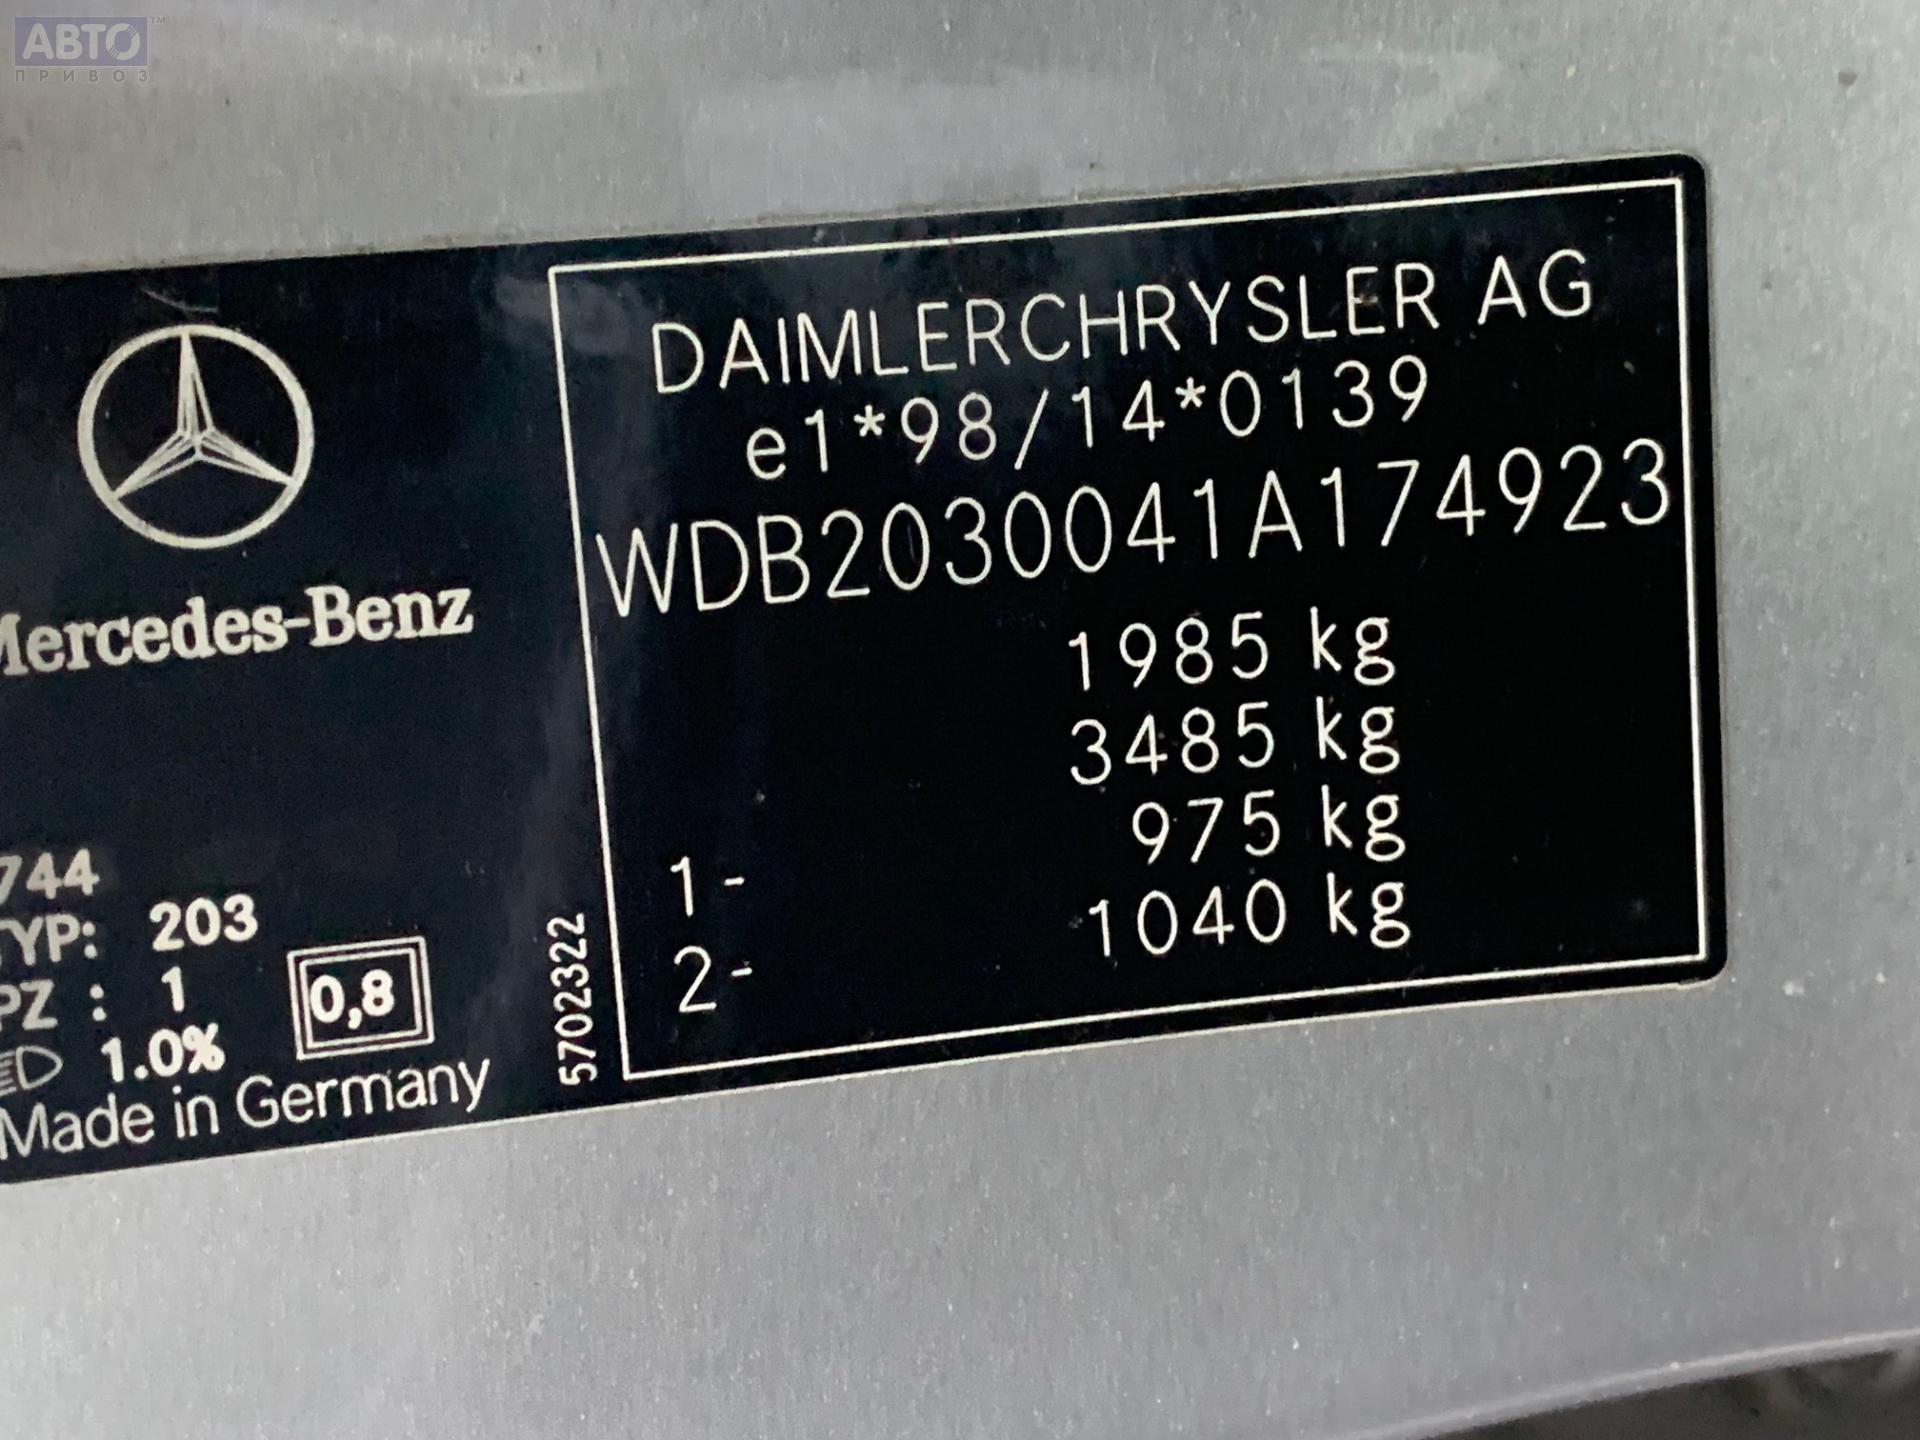 АВТО™
ПРИВОЗ
Mercedes-Benz
744
TYP: 203
PZ : 1
1.0%
0,8
Made in Germany
5702322
DAIMLERCHRYSLER AG
e1*98/14*0139
WDB2030041A174923
1985 kg
3485 kg
1- 975 kg
2- 1040 kg